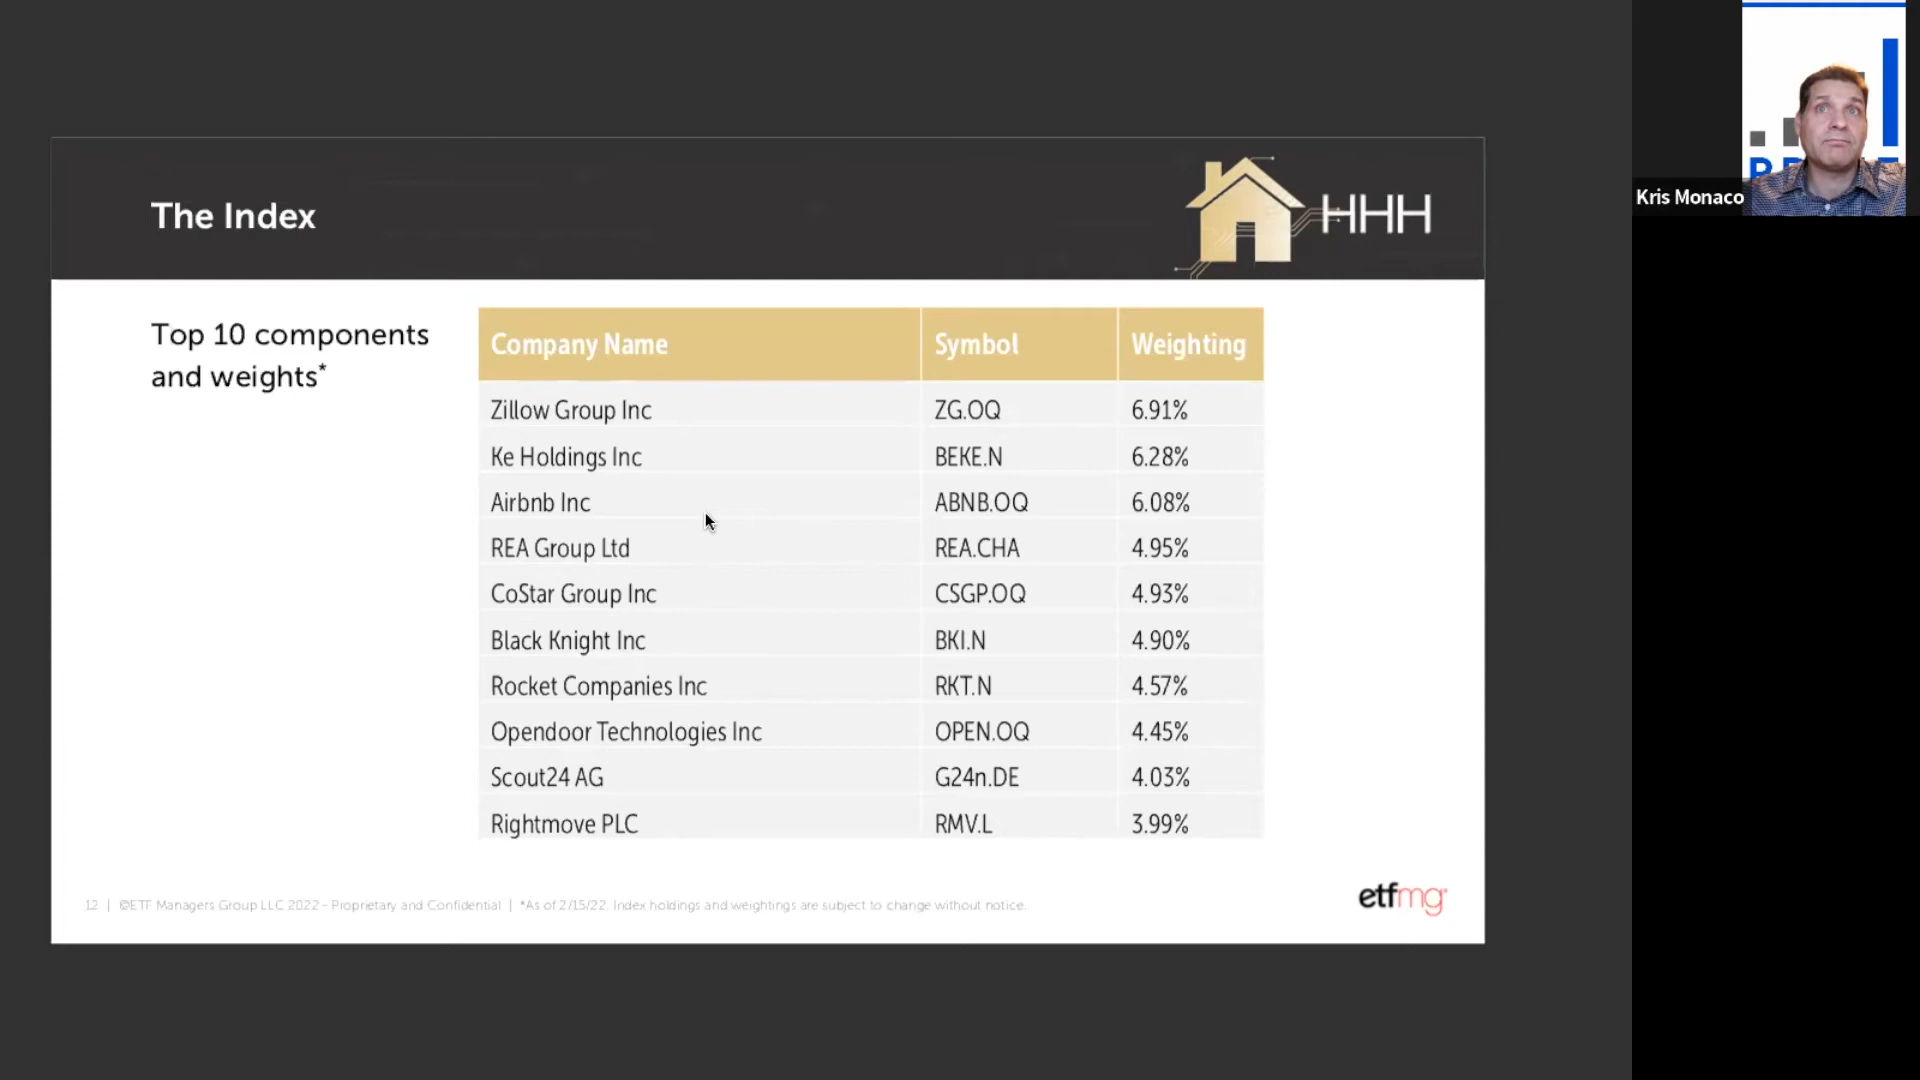 The Index
HHH
Top 10 components
and weights*
Company Name Symbol Weighting
Zillow Group Inc ZG.OQ 6.91%
Ke Holdings Inc BEKE.N 6.28%
Airbnb Inc ABNB.OQ 6.08%
REA Group Ltd REA.CHA 4.95%
CoStar Group Inc CSGP.OQ 4.93%
Black Knight Inc BKI.N 4.90%
Rocket Companies Inc RKT.N 4.57%
Opendoor Technologies Inc OPEN.OQ 4.45%
Scout24 AG G24n.DE 4.03%
Rightmove PLC RMV.L 3.99%
12 | ©ETF Managers Group LLC 2022 – Proprietary and Confidential | *As of 2/15/22. Index holdings and weightings are subject to change without notice.
etfmg
Kris Monaco